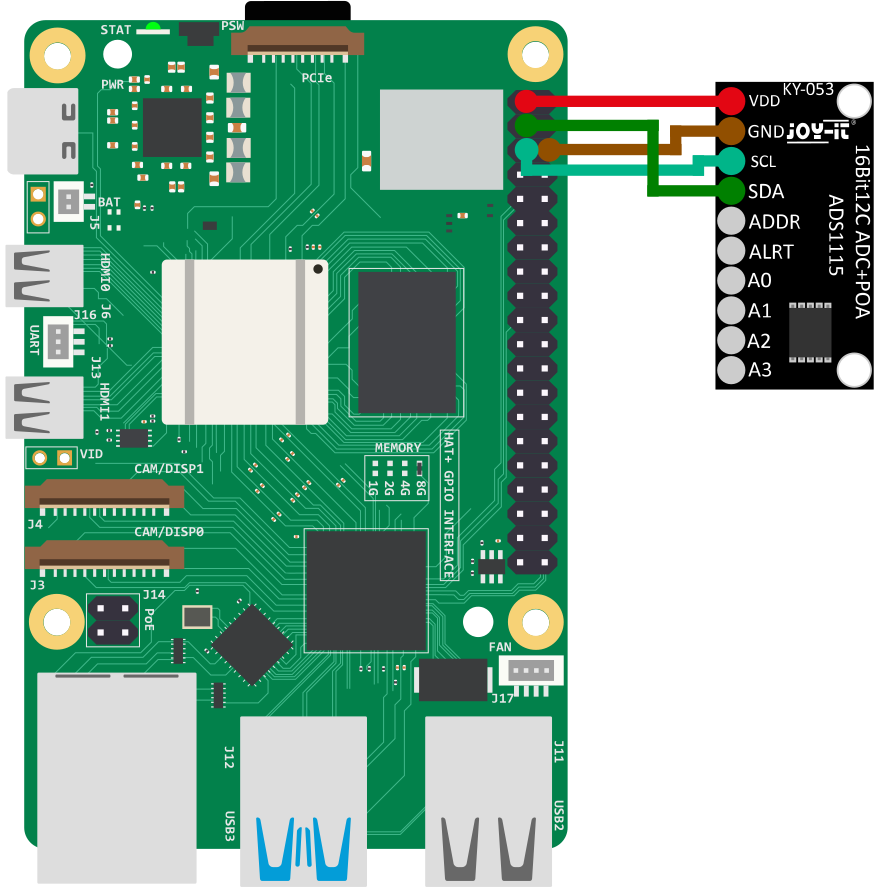 STAT
PSW
PCIe
PWR
BAT
J5
HDMI0
J6
J16
UART
J13
HDMI1
VID
CAM/DISP1
J4
CAM/DISP0
J3
J14
PoE
MEMORY
1G
2G
4G
8G
HAT+ GPIO INTERFACE
FAN
J17
J12
USB3
J11
USB2
KY-053
VDD
GND
JOY-iT®
SCL
SDA
ADDR
ALRT
A0
A1
A2
A3
16Bit12C ADC+POA
ADS1115